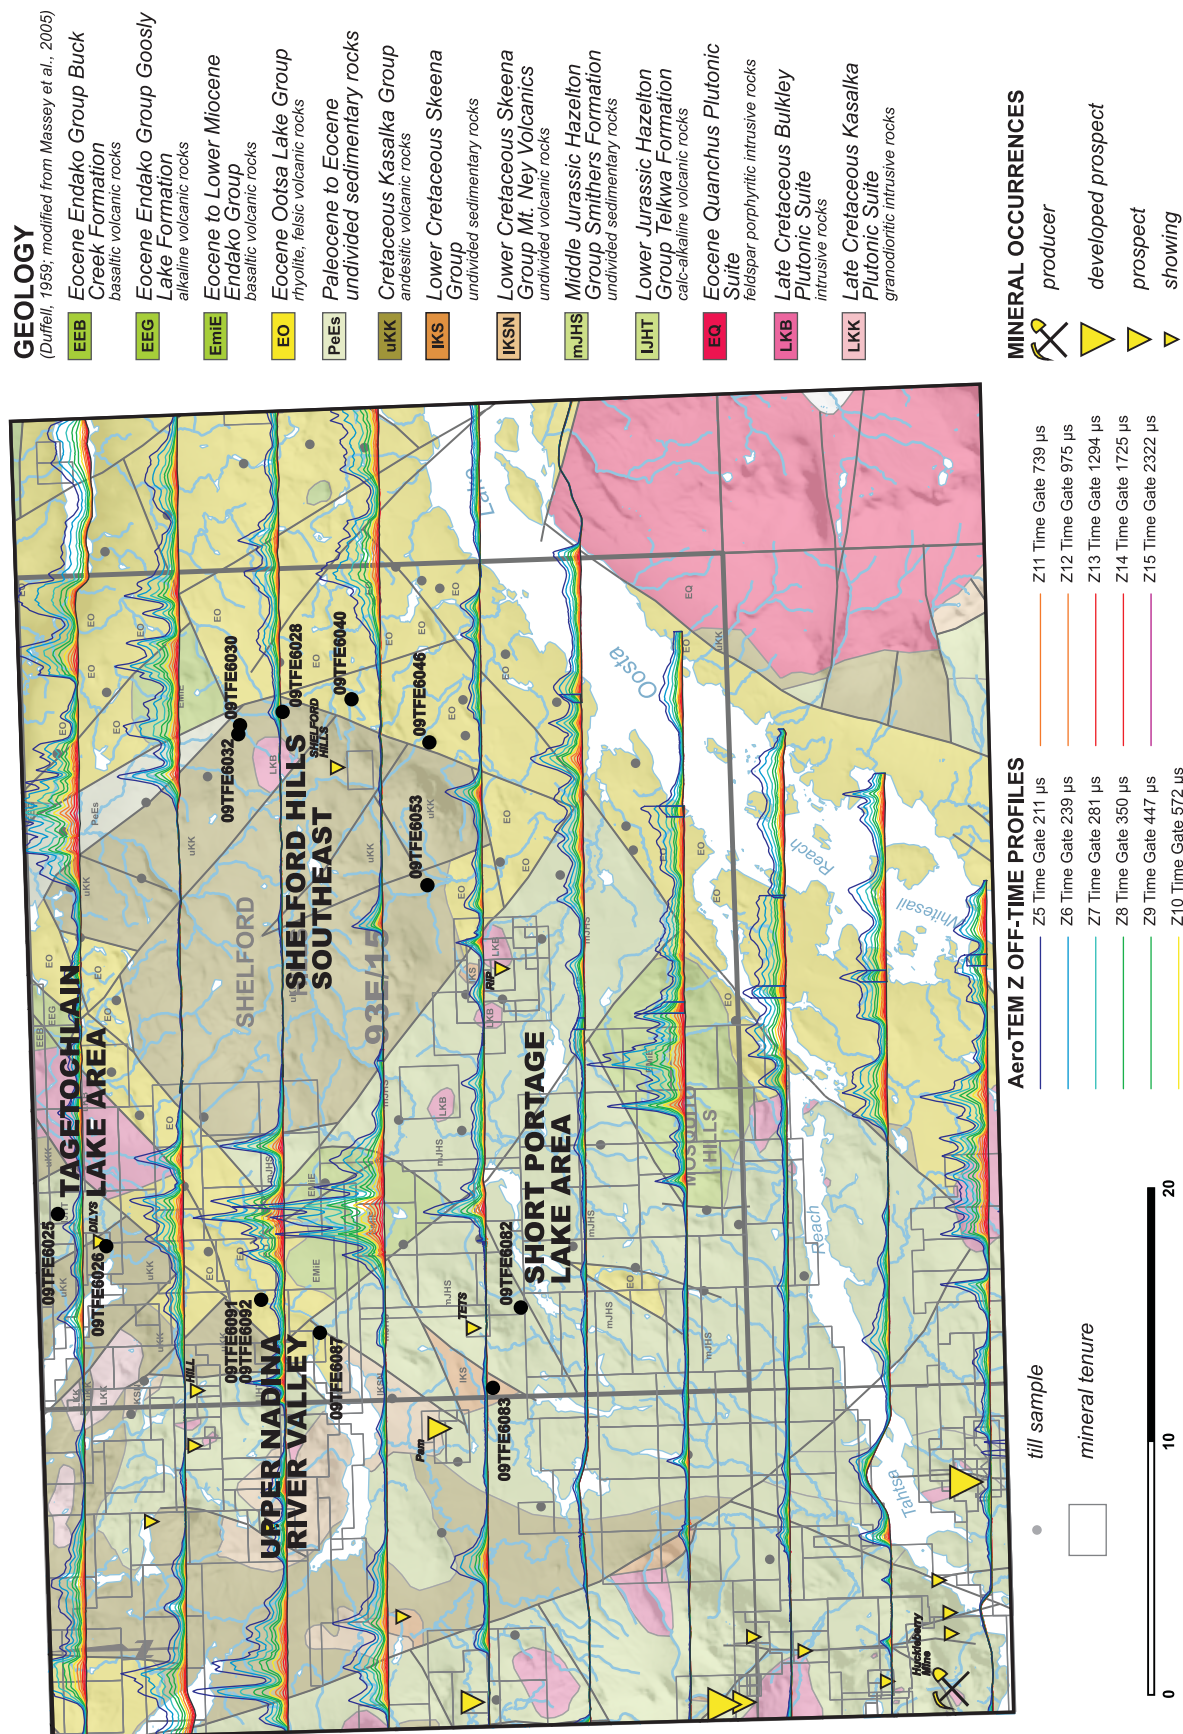 GEOLOGY
(Duffell, 1959; modified from Massey et al., 2005)
EEB
Eocene Endako Group Buck
Creek Formation
basaltic volcanic rocks
EEG
Eocene Endako Group Goosly
Lake Formation
alkaline volcanic rocks
EmiE
Eocene to Lower Miocene
Endako Group
basaltic volcanic rocks
EO
Eocene Ootsa Lake Group
rhyolite, felsic volcanic rocks
PeEs
Paleocene to Eocene
undivided sedimentary rocks
uKK
Cretaceous Kasalka Group
andesitic volcanic rocks
lKS
Lower Cretaceous Skeena
Group
undivided sedimentary rocks
lKSN
Lower Cretaceous Skeena
Group Mt. Ney Volcanics
undivided volcanic rocks
mJHS
Middle Jurassic Hazelton
Group Smithers Formation
undivided sedimentary rocks
lJHT
Lower Jurassic Hazelton
Group Telkwa Formation
calc-alkaline volcanic rocks
EQ
Eocene Quanchus Plutonic
Suite
feldspar porphyritic intrusive rocks
LKB
Late Cretaceous Bulkley
Plutonic Suite
intrusive rocks
LKK
Late Cretaceous Kasalka
Plutonic Suite
granodioritic intrusive rocks
MINERAL OCCURRENCES
producer
developed prospect
prospect
showing
AeroTEM Z OFF-TIME PROFILES
Z5 Time Gate 211 µs
Z6 Time Gate 239 µs
Z7 Time Gate 281 µs
Z8 Time Gate 350 µs
Z9 Time Gate 447 µs
Z10 Time Gate 572 µs
Z11 Time Gate 739 µs
Z12 Time Gate 975 µs
Z13 Time Gate 1294 µs
Z14 Time Gate 1725 µs
Z15 Time Gate 2322 µs
till sample
mineral tenure
0
10
20
TAGETOCHLAIN
LAKE AREA
09TFE6025
09TFE6026
DILYS
UPPER NADINA
RIVER VALLEY
09TFE6091
09TFE6092
09TFE6087
HILL
SHELFORD HILLS
SOUTHEAST
SHELFORD
93E/15
09TFE6030
09TFE6032
09TFE6028
09TFE6040
09TFE6046
09TFE6053
SHELFORD
HILLS
SHORT PORTAGE
LAKE AREA
09TFE6082
09TFE6083
TETS
Pam
RIP
MOSQUITO
HILLS
Huckleberry
Mine
Oosta
Lake
Whitesail
Reach
Tahtsa
Reach